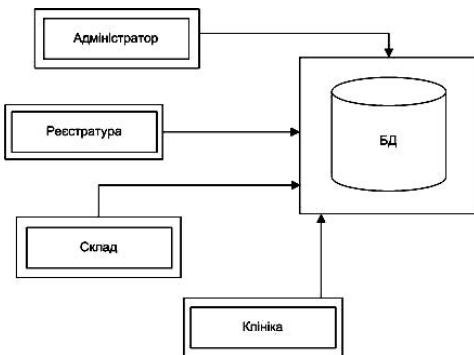 Адміністратор
Реєстратура
БД
Склад
Клініка